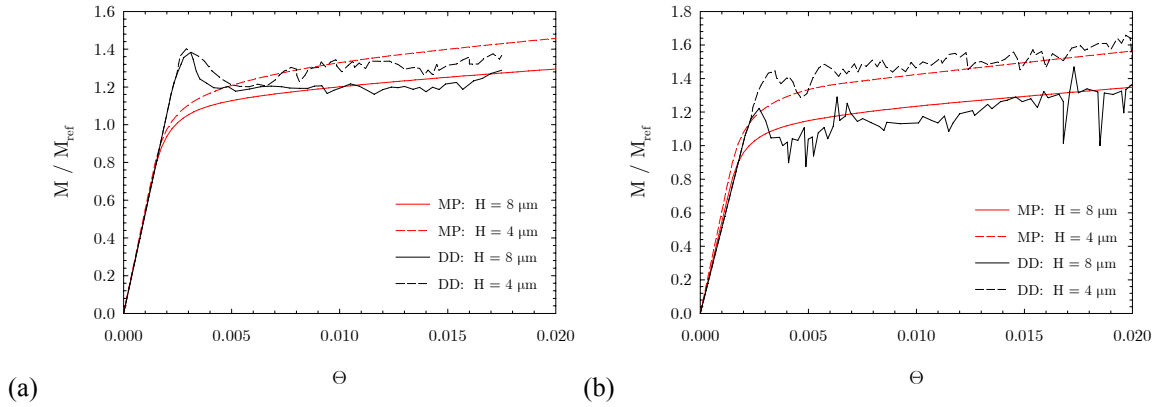 1.6
1.4
1.2
1.0
0.8
0.6
0.4
0.2
0.0
M / M_ref
MP: H = 8 μm
MP: H = 4 μm
DD: H = 8 μm
DD: H = 4 μm
0.000 0.005 0.010 0.015 0.020
Θ
(a)
1.8
1.6
1.4
1.2
1.0
0.8
0.6
0.4
0.2
0.0
M / M_ref
MP: H = 8 μm
MP: H = 4 μm
DD: H = 8 μm
DD: H = 4 μm
0.000 0.005 0.010 0.015 0.020
Θ
(b)